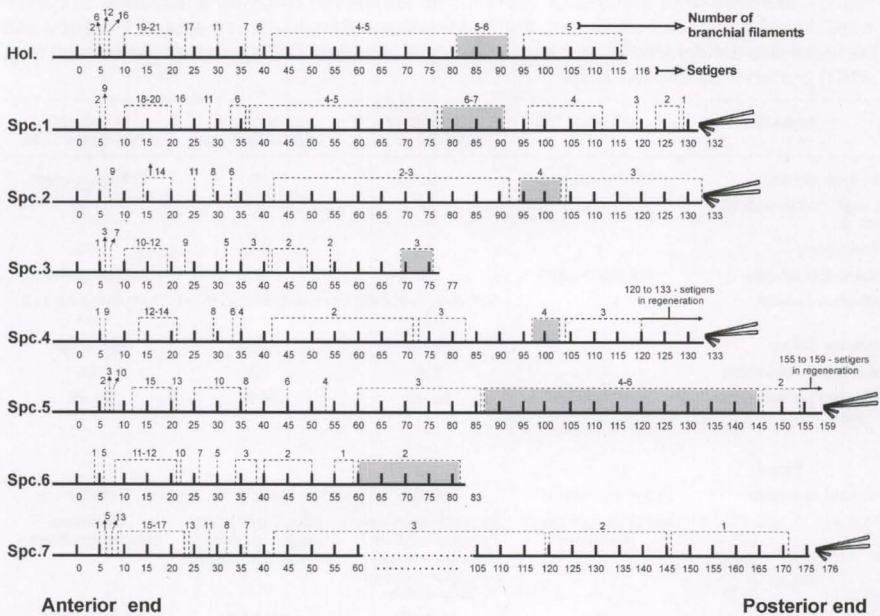 Number of
branchial filaments
6
2 2 16 19-21 17 11 7 6 4-5 5-6 5
Hol.
0 5 10 15 20 25 30 35 40 45 50 55 60 65 70 75 80 85 90 95 100 105 110 115 116 Setigers
9
2 18-20 16 11 6 4-5 6-7 4 3 2 1
Spc.1
0 5 10 15 20 25 30 35 40 45 50 55 60 65 70 75 80 85 90 95 100 105 110 115 120 125 130 132
1 9 14 11 8 6 2-3 4 3
Spc.2
0 5 10 15 20 25 30 35 40 45 50 55 60 65 70 75 80 85 90 95 100 105 110 115 120 125 130 133
3 7
1 10-12 9 5 3 2 2 3
Spc.3
0 5 10 15 20 25 30 35 40 45 50 55 60 65 70 75 77
120 to 133 - setigers
in regeneration
1 9 12-14 8 6 4 2 3 4 3
Spc.4
0 5 10 15 20 25 30 35 40 45 50 55 60 65 70 75 80 85 90 95 100 105 110 115 120 125 130 133
155 to 159 - setigers
in regeneration
2 3 10 15 13 10 8 6 4 3 4-6 2
Spc.5
0 5 10 15 20 25 30 35 40 45 50 55 60 65 70 75 80 85 90 95 100 105 110 115 120 125 130 135 140 145 150 155 159
1 5 11-12 10 7 5 3 2 1 2
Spc.6
0 5 10 15 20 25 30 35 40 45 50 55 60 65 70 75 80 83
5 13
1 15-17 13 11 8 7 3 2 1
Spc.7
0 5 10 15 20 25 30 35 40 45 50 55 60 105 110 115 120 125 130 135 140 145 150 155 160 165 170 175 176
Anterior end Posterior end